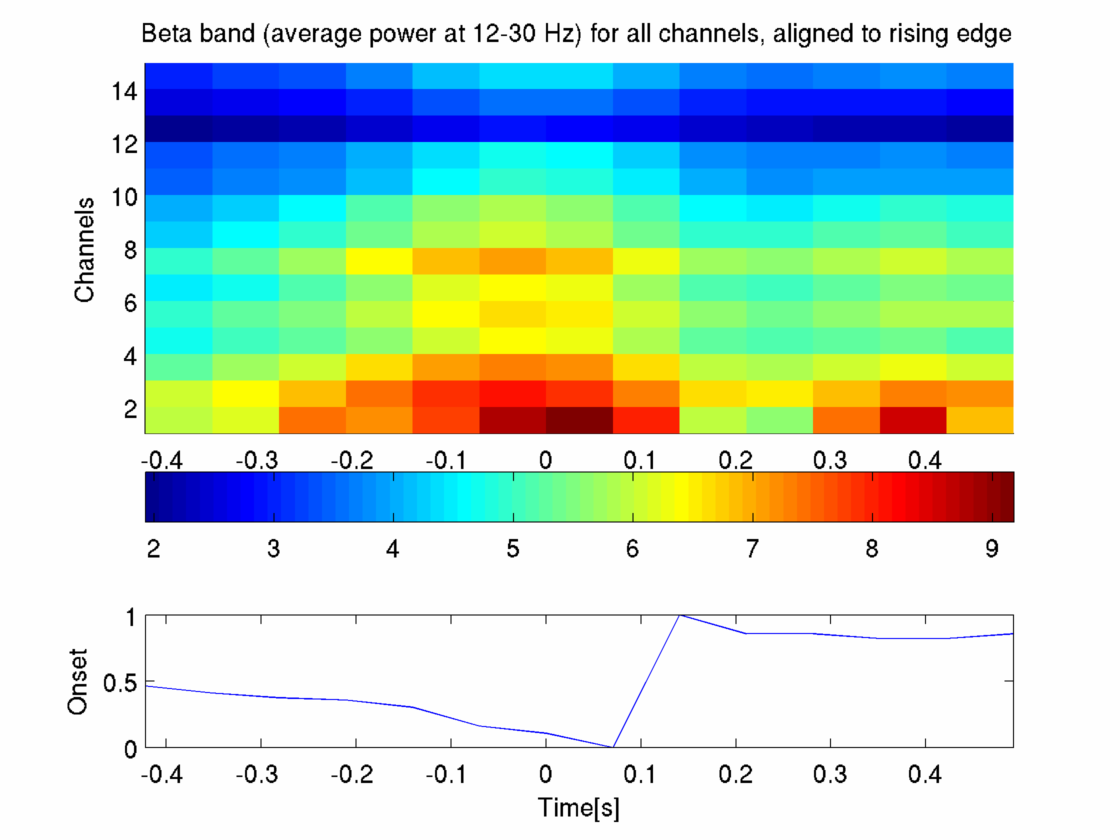 Beta band (average power at 12-30 Hz) for all channels, aligned to rising edge
14
12
10
8
6
4
2
Channels
-0.4 -0.3 -0.2 -0.1 0 0.1 0.2 0.3 0.4
2 3 4 5 6 7 8 9
1
0.5
0
Onset
-0.4 -0.3 -0.2 -0.1 0 0.1 0.2 0.3 0.4
Time[s]